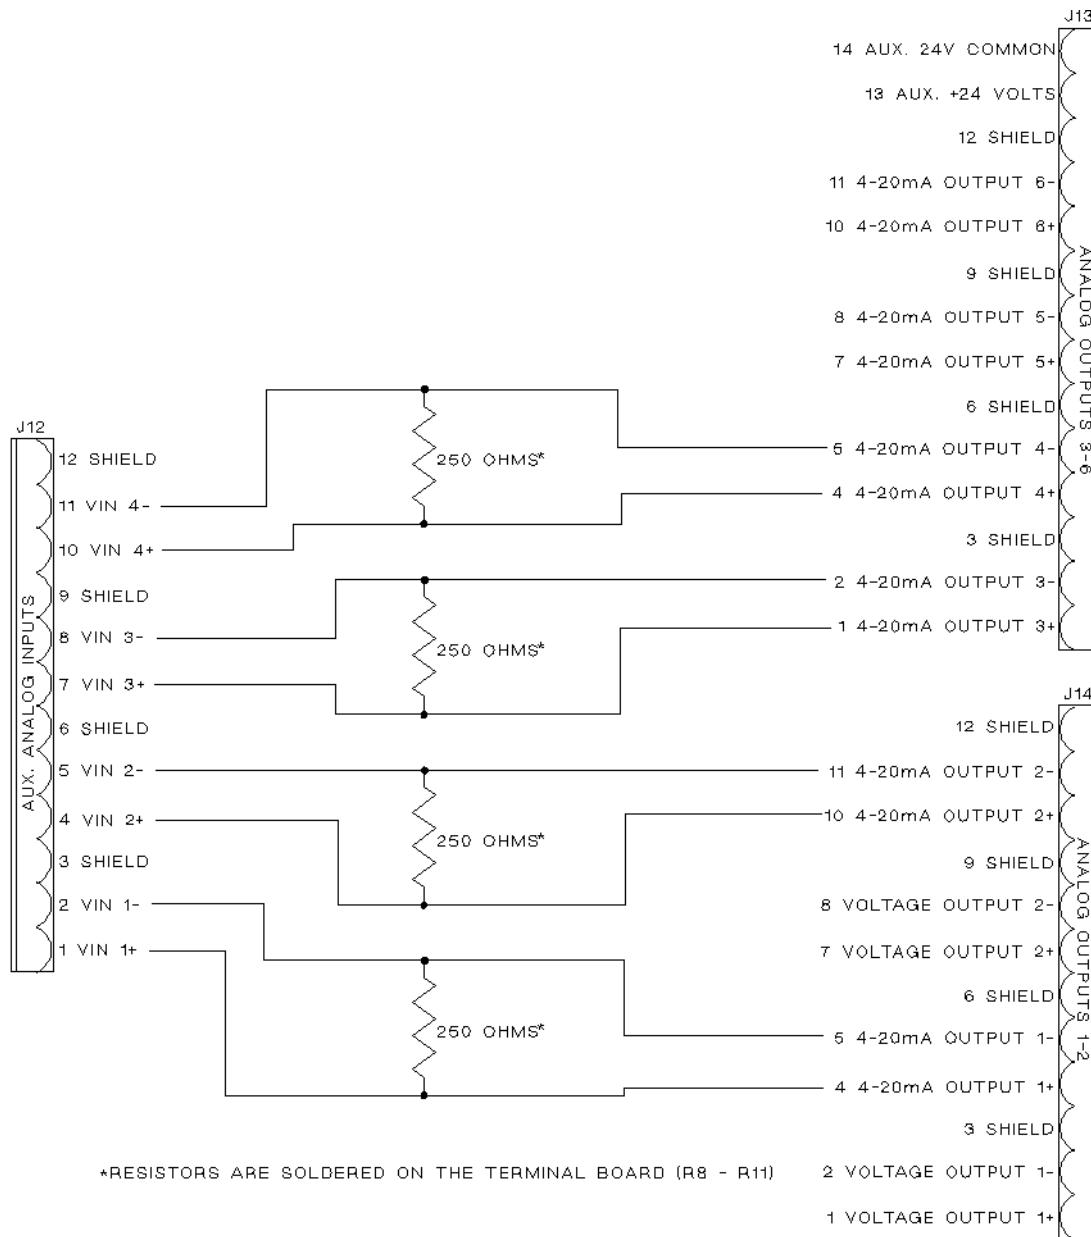 J13
14 AUX. 24V COMMON
13 AUX. +24 VOLTS
12 SHIELD
11 4-20mA OUTPUT 6-
10 4-20mA OUTPUT 6+
9 SHIELD
8 4-20mA OUTPUT 5-
7 4-20mA OUTPUT 5+
6 SHIELD
5 4-20mA OUTPUT 4-
4 4-20mA OUTPUT 4+
3 SHIELD
2 4-20mA OUTPUT 3-
1 4-20mA OUTPUT 3+
ANALOG OUTPUTS 3-6
J12
12 SHIELD
11 VIN 4-
10 VIN 4+
9 SHIELD
8 VIN 3-
7 VIN 3+
6 SHIELD
5 VIN 2-
4 VIN 2+
3 SHIELD
2 VIN 1-
1 VIN 1+
AUX. ANALOG INPUTS
250 OHMS*
250 OHMS*
250 OHMS*
250 OHMS*
J14
12 SHIELD
11 4-20mA OUTPUT 2-
10 4-20mA OUTPUT 2+
9 SHIELD
8 VOLTAGE OUTPUT 2-
7 VOLTAGE OUTPUT 2+
6 SHIELD
5 4-20mA OUTPUT 1-
4 4-20mA OUTPUT 1+
3 SHIELD
2 VOLTAGE OUTPUT 1-
1 VOLTAGE OUTPUT 1+
ANALOG OUTPUTS 1-2
*RESISTORS ARE SOLDERED ON THE TERMINAL BOARD (R8 - R11)